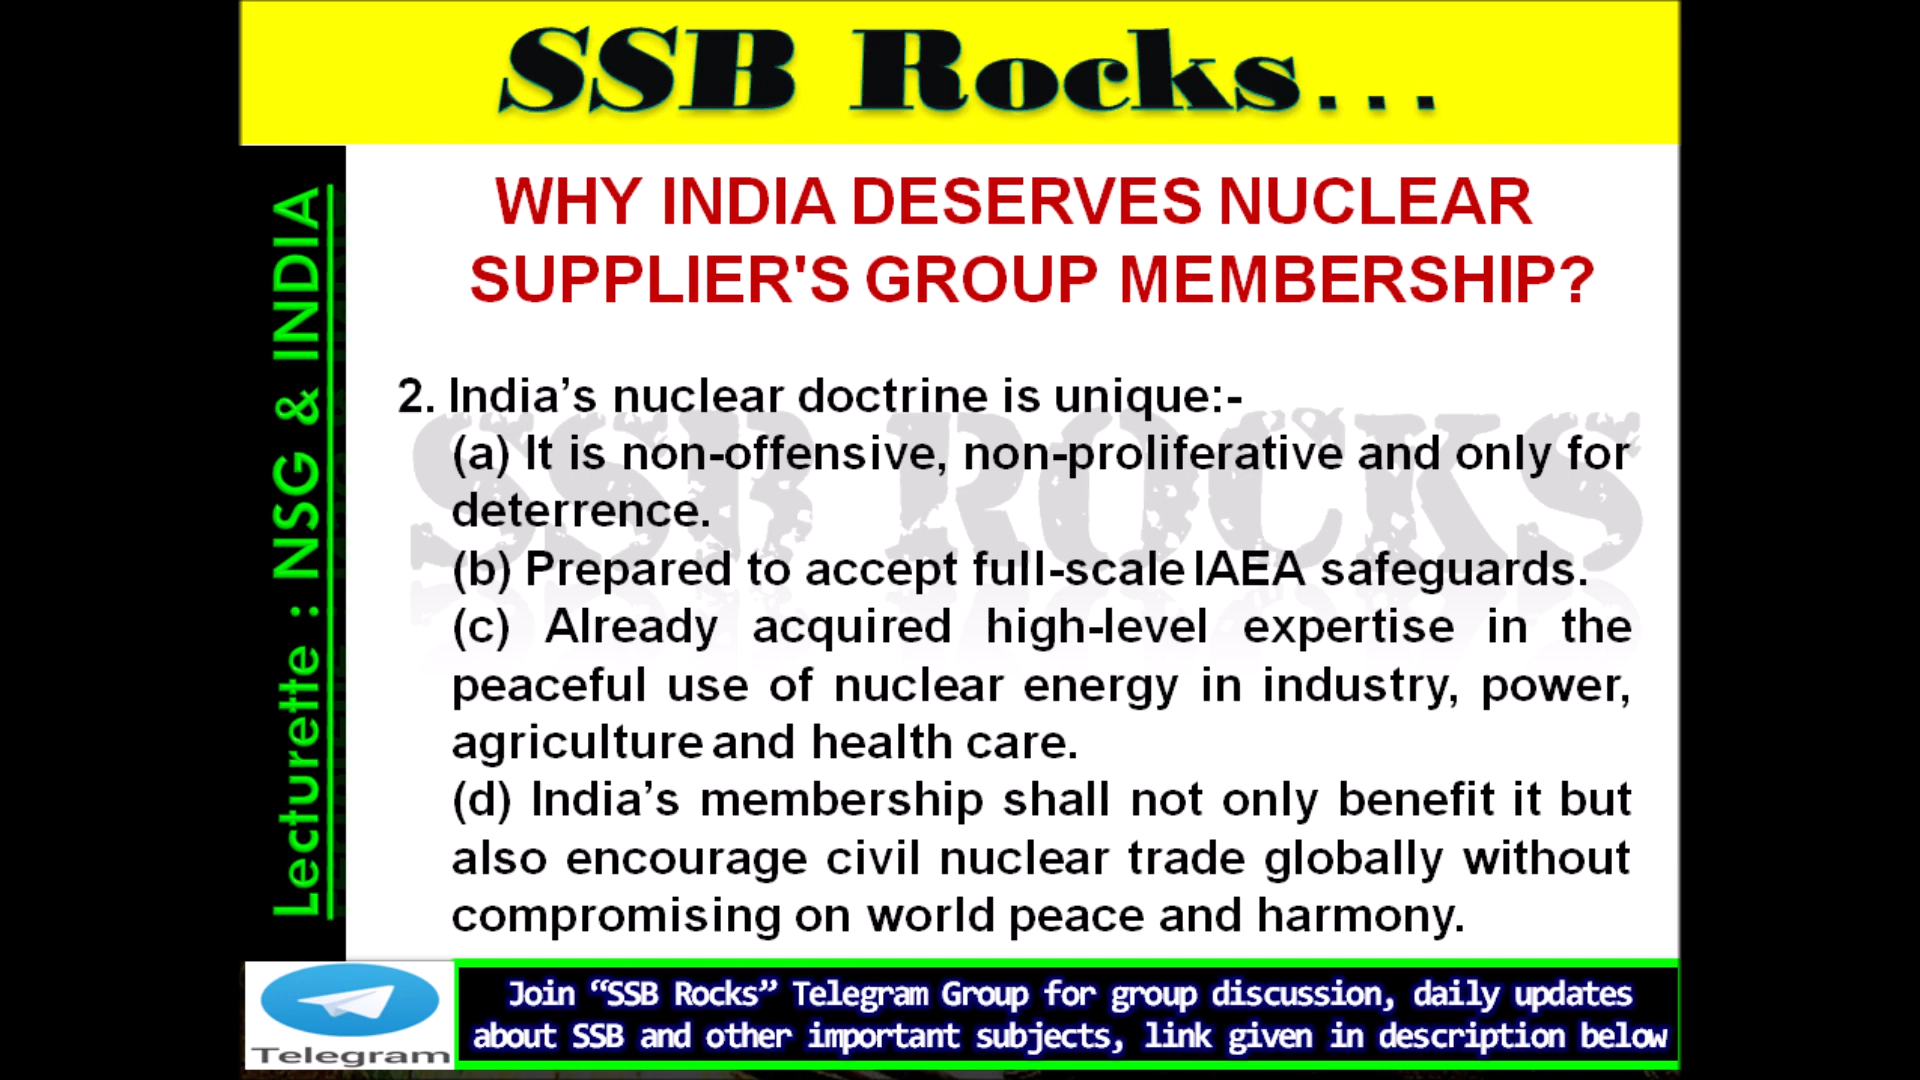 SSB Rocks...
Lecturette : NSG & INDIA
WHY INDIA DESERVES NUCLEAR
SUPPLIER'S GROUP MEMBERSHIP?
SSB ROCKS
2. India’s nuclear doctrine is unique:-
(a) It is non-offensive, non-proliferative and only for
deterrence.
(b) Prepared to accept full-scale IAEA safeguards.
(c) Already acquired high-level expertise in the
peaceful use of nuclear energy in industry, power,
agriculture and health care.
(d) India’s membership shall not only benefit it but
also encourage civil nuclear trade globally without
compromising on world peace and harmony.
Telegram
Join “SSB Rocks” Telegram Group for group discussion, daily updates
about SSB and other important subjects, link given in description below